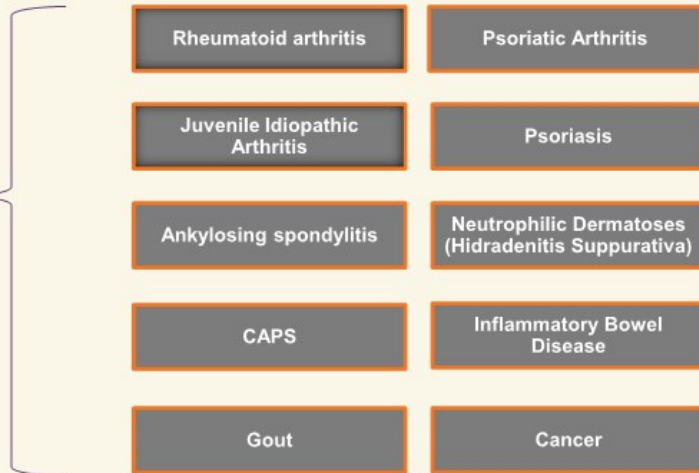 Rheumatoid arthritis
Psoriatic Arthritis
Juvenile Idiopathic
Arthritis
Psoriasis
Ankylosing spondylitis
Neutrophilic Dermatoses
(Hidradenitis Suppurativa)
CAPS
Inflammatory Bowel
Disease
Gout
Cancer